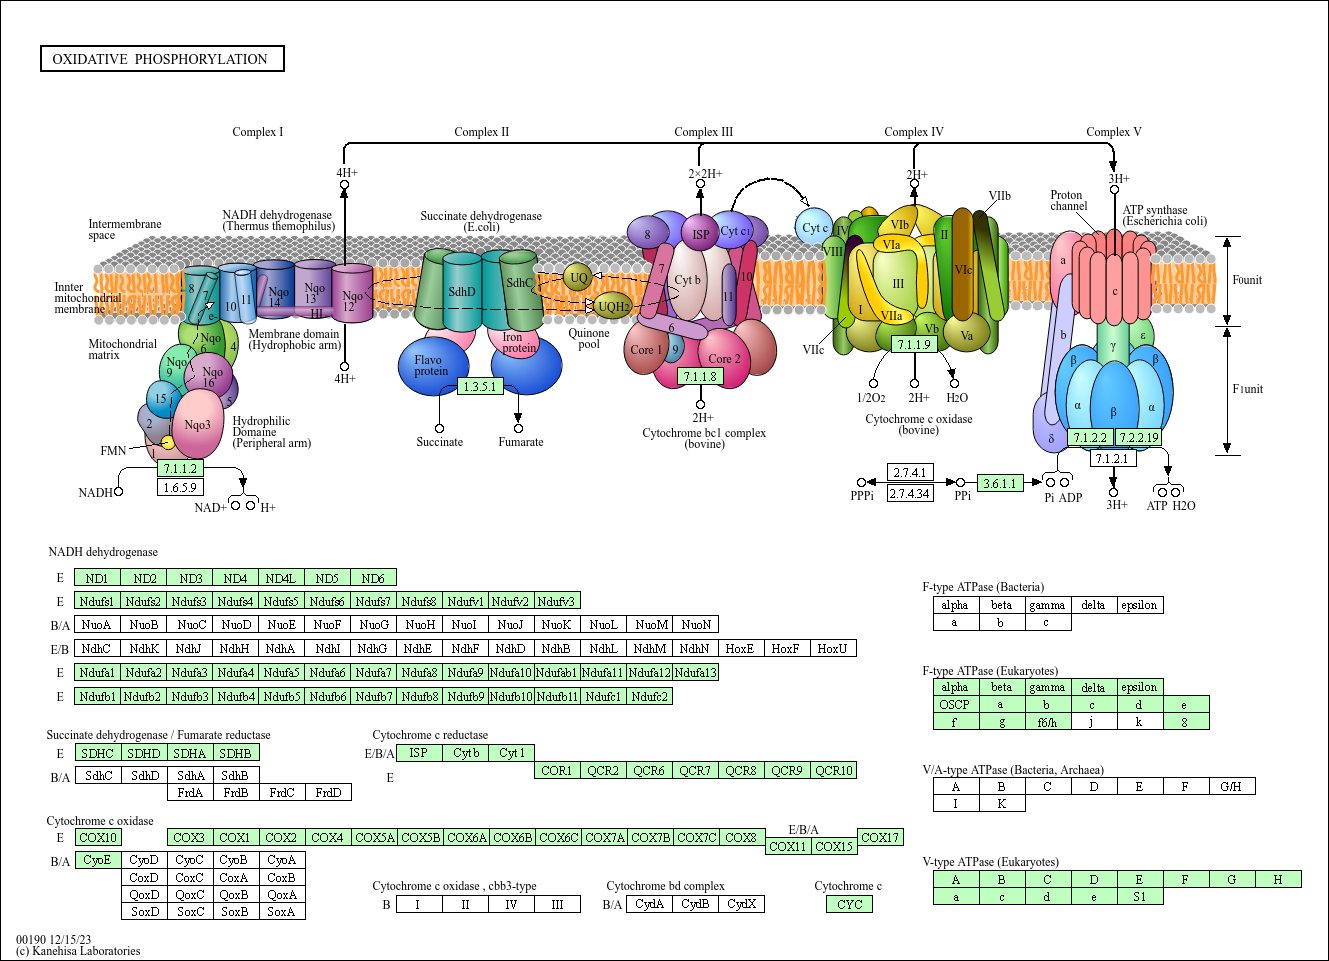 OXIDATIVE PHOSPHORYLATION
Complex I
Complex II
Complex III
Complex IV
Complex V
4H+
2×2H+
2H+
3H+
Intermembrane
space
NADH dehydrogenase
(Thermus themophilus)
Succinate dehydrogenase
(E.coli)
VIIb
Proton
channel
ATP synthase
(Escherichia coli)
8
ISP
Cyt c1
Cyt c
IV
VIb
II
VIII
VIa
VIc
a
c
Founit
Innter
mitochondrial
membrane
8
7
e-
10
11
Nqo
14
Nqo
13
HI
Nqo
12
SdhD
SdhC
UQ
UQH2
7
Cyt b
11
10
III
I
VIIa
6
Vb
Va
VIIc
b
γ
ε
Mitochondrial
matrix
Nqo
6
4
Membrane domain
(Hydrophobic arm)
Iron
protein
Quinone
pool
Core 1
9
Core 2
7.1.1.9
Nqo
9
Nqo
16
4H+
Flavo
protein
1.3.5.1
7.1.1.8
β
β
15
5
α
β
α
F1unit
2
Nqo3
Hydrophilic
Domaine
(Peripheral arm)
FMN
Succinate
Fumarate
2H+
Cytochrome bc1 complex
(bovine)
1/2O2
2H+
H2O
Cytochrome c oxidase
(bovine)
δ
7.1.2.2
7.2.2.19
7.1.2.1
7.1.1.2
1.6.5.9
NADH
NAD+
H+
PPPi
2.7.4.1
2.7.4.34
PPi
3.6.1.1
Pi
ADP
3H+
ATP
H2O
NADH dehydrogenase
E ND1 ND2 ND3 ND4 ND4L ND5 ND6
E Ndufs1 Ndufs2 Ndufs3 Ndufs4 Ndufs5 Ndufs6 Ndufs7 Ndufs8 Ndufv1 Ndufv2 Ndufv3
B/A NuoA NuoB NuoC NuoD NuoE NuoF NuoG NuoH NuoI NuoJ NuoK NuoL NuoM NuoN
E/B NdhC NdhK NdhJ NdhH NdhA NdhI NdhG NdhE NdhF NdhD NdhB NdhL NdhM NdhN HoxE HoxF HoxU
E Ndufa1 Ndufa2 Ndufa3 Ndufa4 Ndufa5 Ndufa6 Ndufa7 Ndufa8 Ndufa9 Ndufa10 Ndufab1 Ndufa11 Ndufa12 Ndufa13
E Ndufb1 Ndufb2 Ndufb3 Ndufb4 Ndufb5 Ndufb6 Ndufb7 Ndufb8 Ndufb9 Ndufb10 Ndufb11 Ndufc1 Ndufc2
Succinate dehydrogenase / Fumarate reductase
E SDHC SDHD SDHA SDHB
B/A SdhC SdhD SdhA SdhB
FrdA FrdB FrdC FrdD
Cytochrome c reductase
E/B/A ISP Cyt b Cyt 1
E COR1 QCR2 QCR6 QCR7 QCR8 QCR9 QCR10
Cytochrome c oxidase
E COX10 COX3 COX1 COX2 COX4 COX5A COX5B COX6A COX6B COX6C COX7A COX7B COX7C COX8
E/B/A
COX11 COX15
COX17
B/A CyoE CyoD CyoC CyoB CyoA
CoxD CoxC CoxA CoxB
QoxD QoxC QoxB QoxA
SoxD SoxC SoxB SoxA
Cytochrome c oxidase , cbb3-type
B I II IV III
Cytochrome bd complex
B/A CydA CydB CydX
Cytochrome c
CYC
F-type ATPase (Bacteria)
alpha beta gamma delta epsilon
a b c
F-type ATPase (Eukaryotes)
alpha beta gamma delta epsilon
OSCP a b c d e
f g f6/h j k 8
V/A-type ATPase (Bacteria, Archaea)
A B C D E F G/H
I K
V-type ATPase (Eukaryotes)
A B C D E F G H
a c d e S1
00190 12/15/23
(c) Kanehisa Laboratories